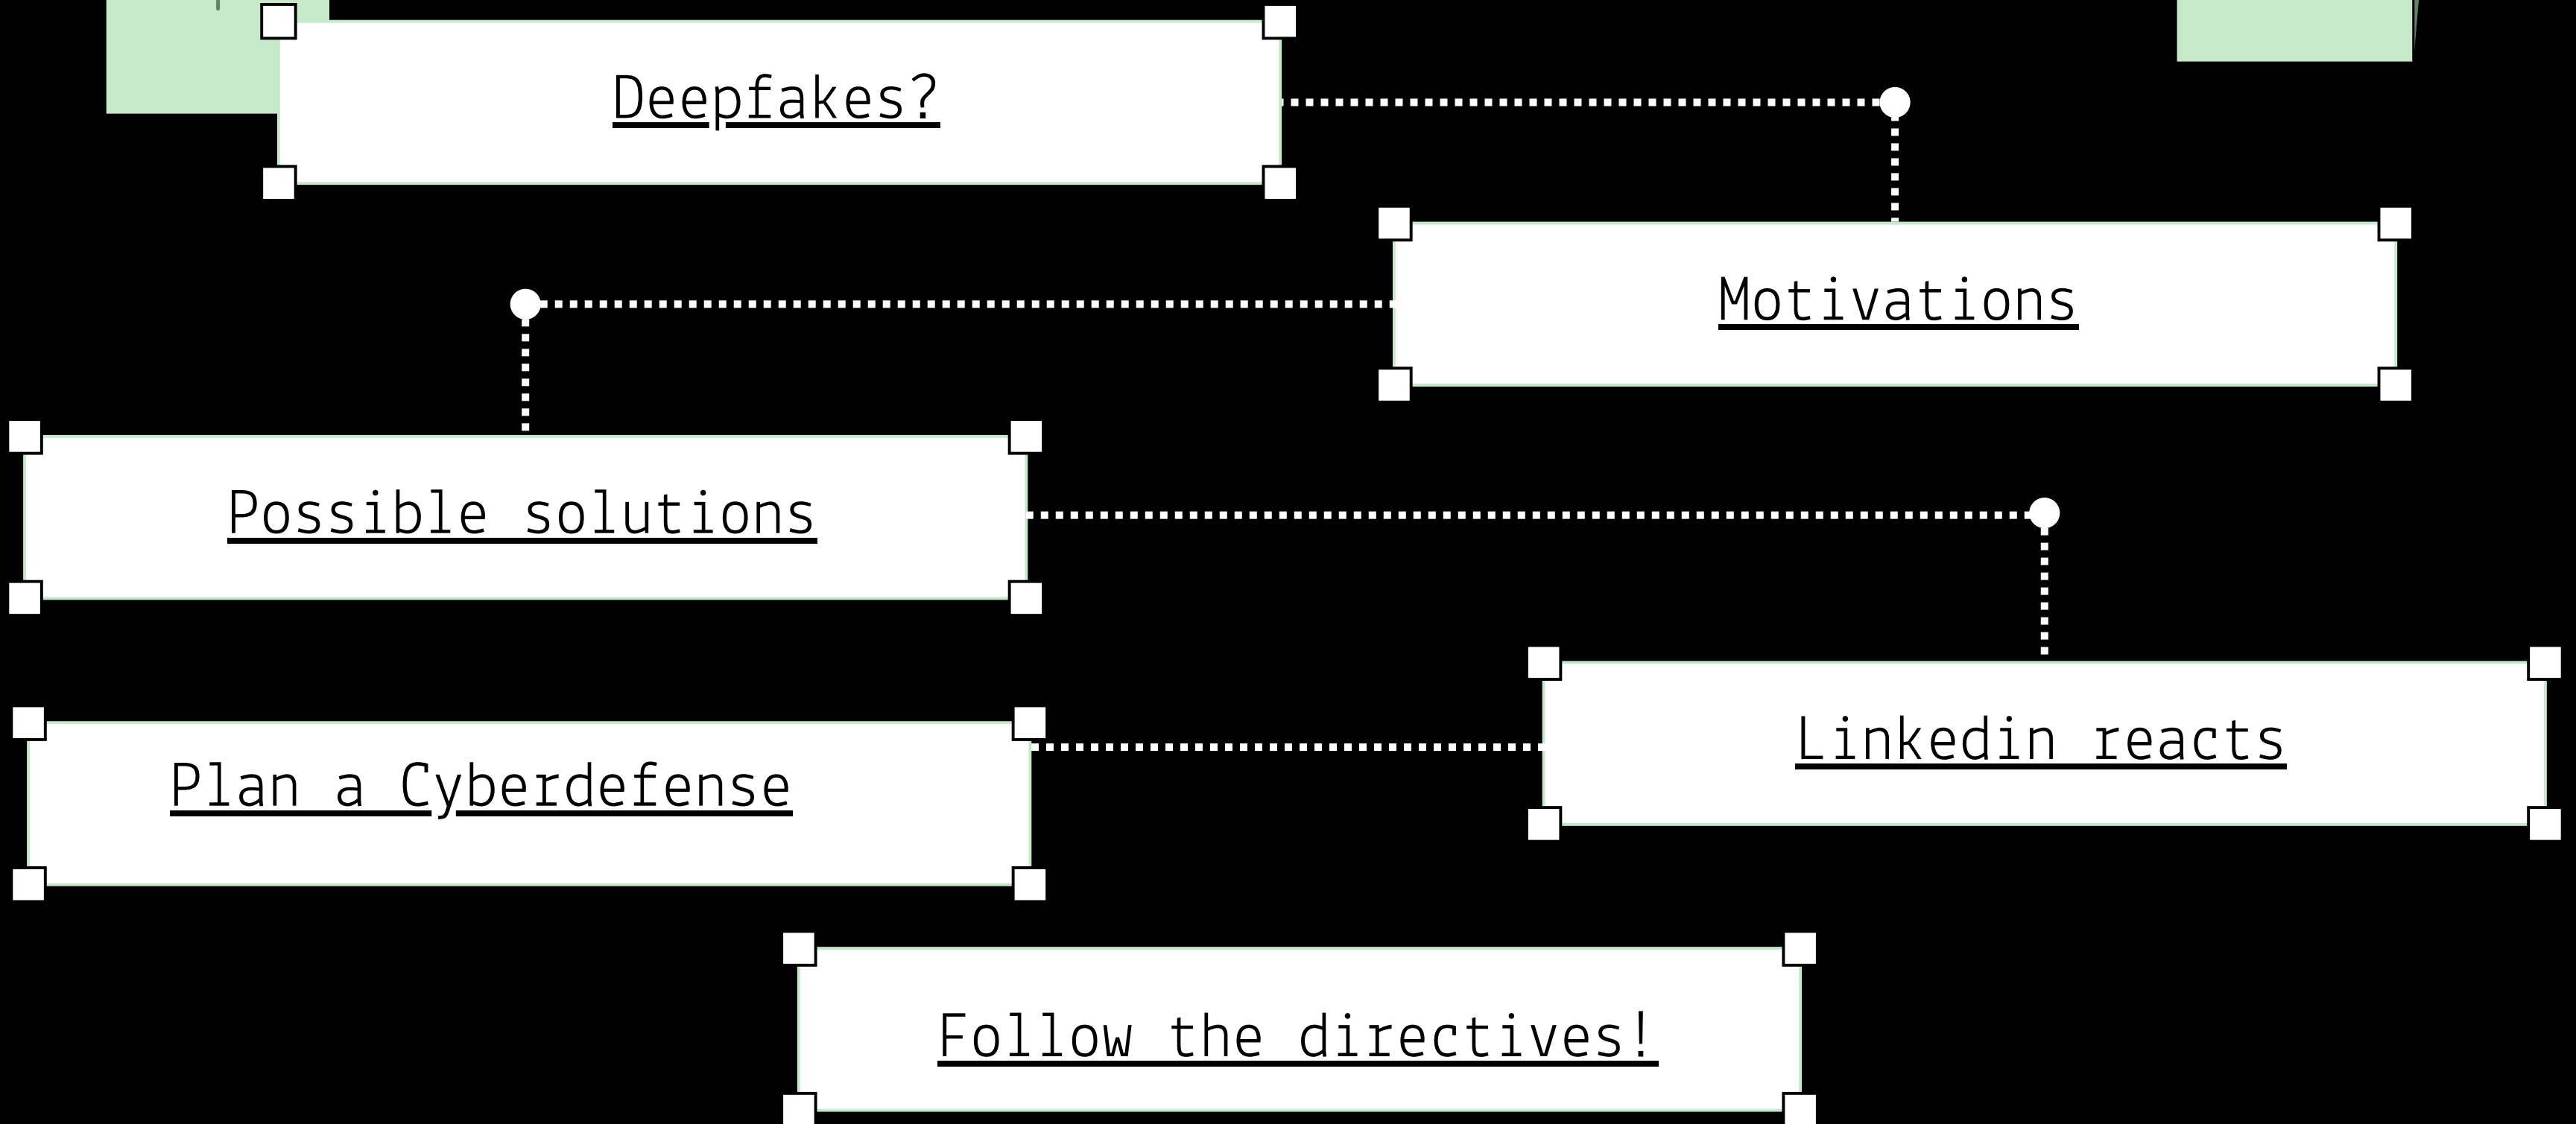 Deepfakes?
Motivations
Possible solutions
Linkedin reacts
Plan a Cyberdefense
Follow the directives!